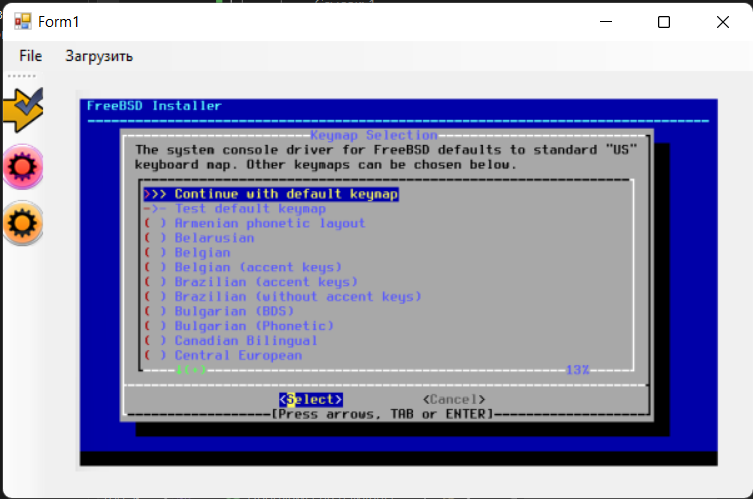 Form1
File Загрузить
FreeBSD Installer
Keymap Selection
The system console driver for FreeBSD defaults to standard "US"
keyboard map. Other keymaps can be chosen below.
>>> Continue with default keymap
->- Test default keymap
( ) Armenian phonetic layout
( ) Belarusian
( ) Belgian
( ) Belgian (accent keys)
( ) Brazilian (accent keys)
( ) Brazilian (without accent keys)
( ) Bulgarian (BDS)
( ) Bulgarian (Phonetic)
( ) Canadian Bilingual
( ) Central European
↓(+) 13%
<Select> <Cancel>
[Press arrows, TAB or ENTER]